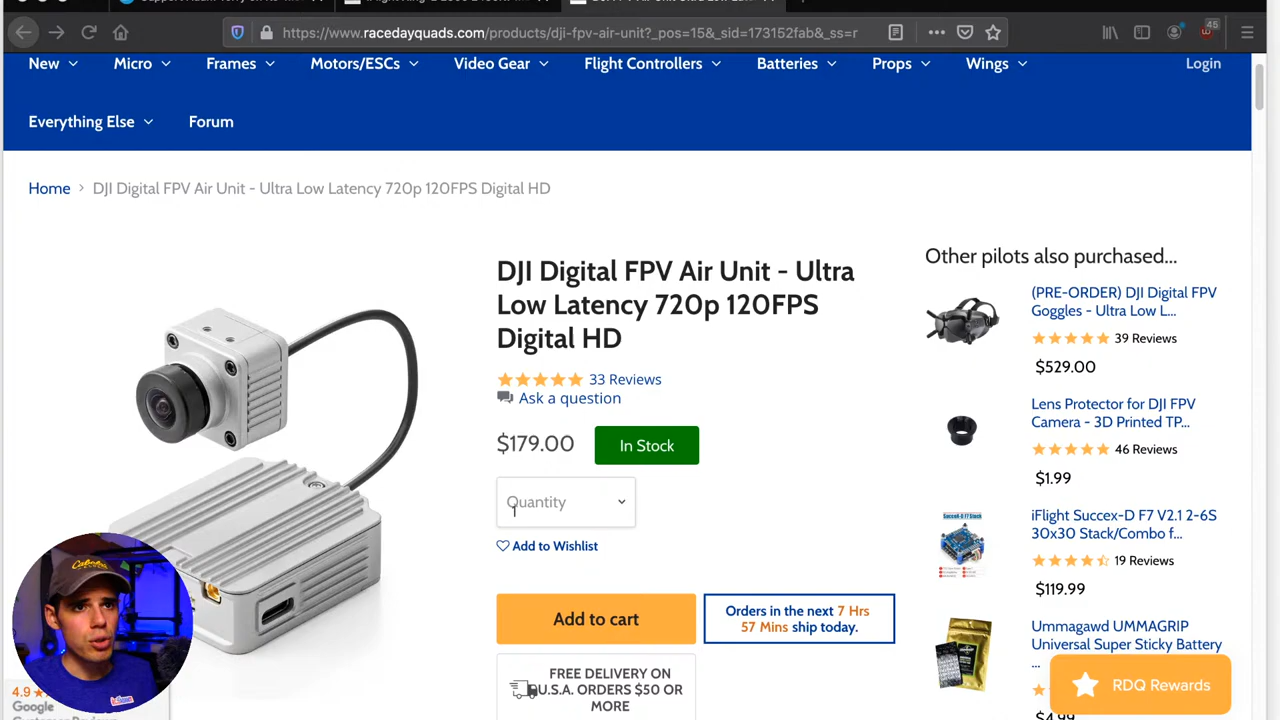 https://www.racedayquads.com/products/dji-fpv-air-unit?_pos=15&_sid=173152fab&_ss=r
45
New
Micro
Frames
Motors/ESCs
Video Gear
Flight Controllers
Batteries
Props
Wings
Login
Everything Else
Forum
Home > DJI Digital FPV Air Unit - Ultra Low Latency 720p 120FPS Digital HD
DJI Digital FPV Air Unit - Ultra
Low Latency 720p 120FPS
Digital HD
33 Reviews
Ask a question
$179.00
In Stock
Quantity
Add to Wishlist
Add to cart
Orders in the next 7 Hrs
57 Mins ship today.
FREE DELIVERY ON
U.S.A. ORDERS $50 OR
MORE
Other pilots also purchased...
(PRE-ORDER) DJI Digital FPV
Goggles - Ultra Low L...
39 Reviews
$529.00
Lens Protector for DJI FPV
Camera - 3D Printed TP...
46 Reviews
$1.99
iFlight Succex-D F7 V2.1 2-6S
30x30 Stack/Combo f...
19 Reviews
$119.99
Ummagawd UMMAGRIP
Universal Super Sticky Battery
...
$4.99
RDQ Rewards
4.9
Google
Customer Reviews